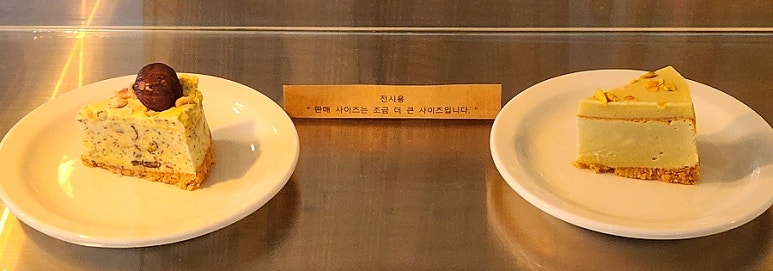 전시용
" 판매 사이즈는 조금 더 큰 사이즈입니다. "